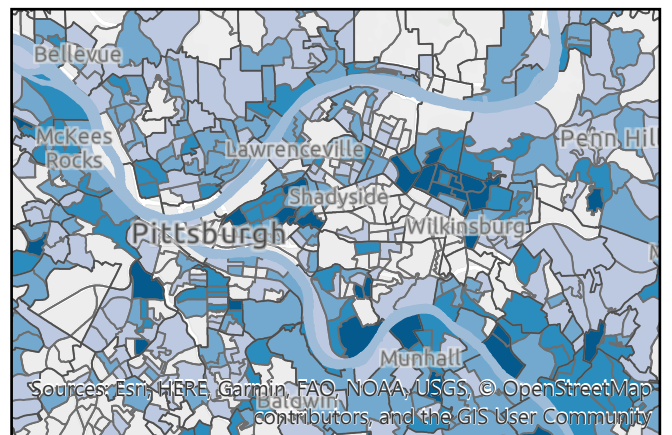 Bellevue
Penn Hil
McKees
Rocks
Lawrenceville
Shadyside
Wilkinsburg
Pittsburgh
Munhall
Sources: Esri, HERE, Garmin, FAO, NOAA, USGS, © OpenStreetMap
Baldwin
contributors, and the GIS User Community